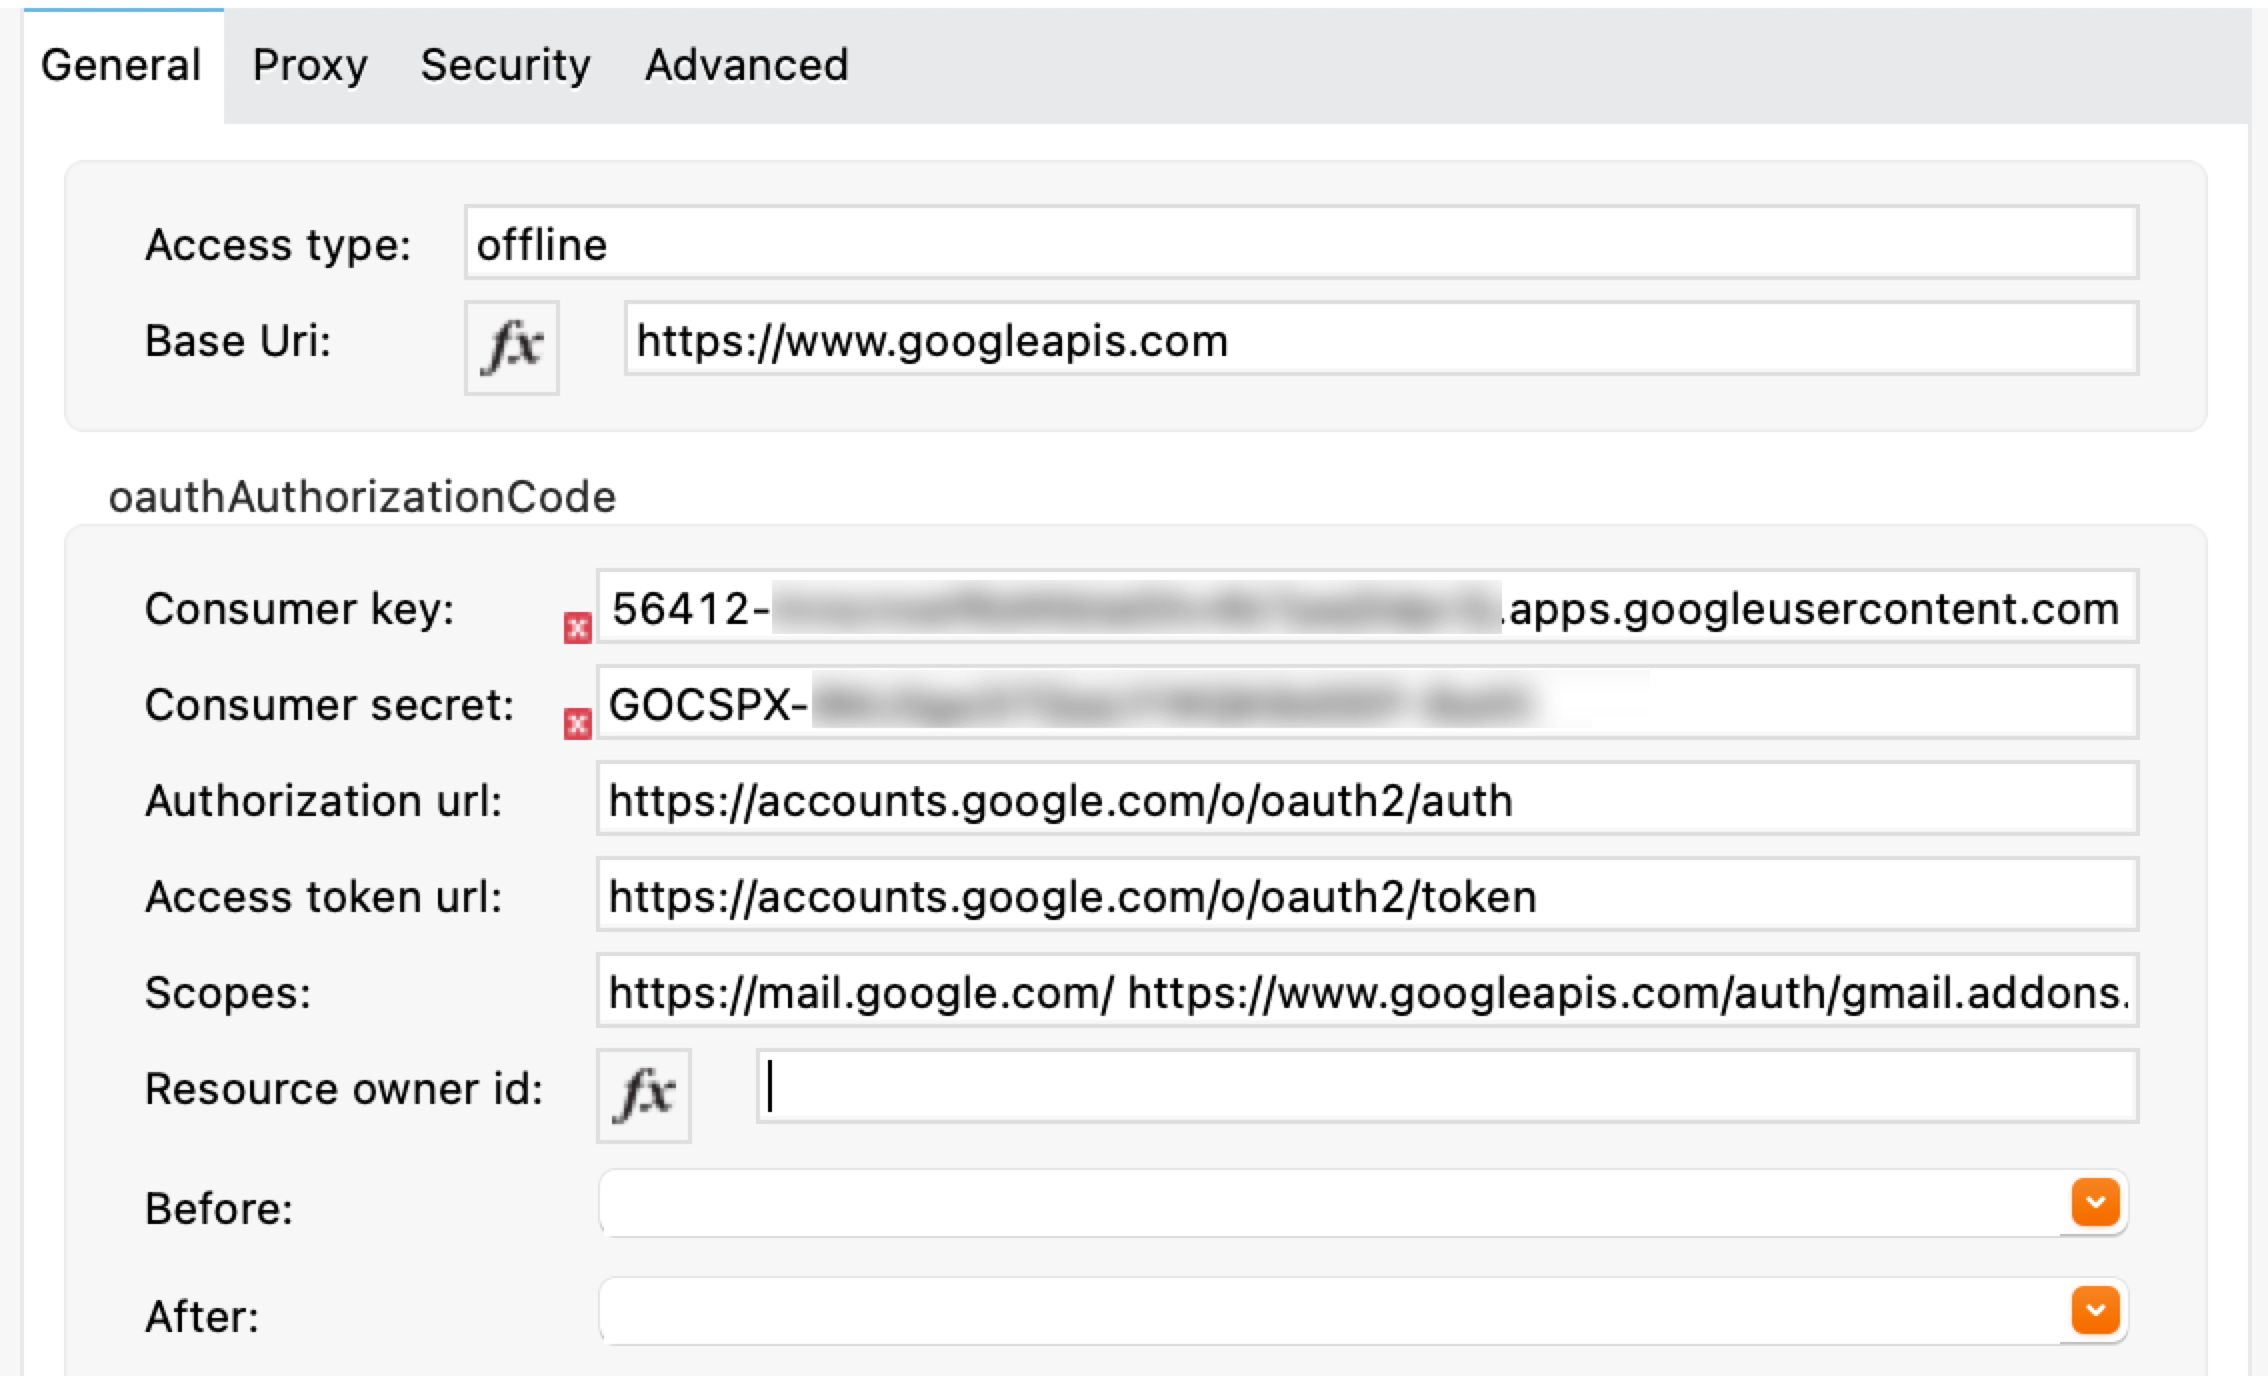 General Proxy Security Advanced
Access type: offline
Base Uri: fx https://www.googleapis.com
oauthAuthorizationCode
Consumer key: 56412- .apps.googleusercontent.com
Consumer secret: GOCSPX-
Authorization url: https://accounts.google.com/o/oauth2/auth
Access token url: https://accounts.google.com/o/oauth2/token
Scopes: https://mail.google.com/ https://www.googleapis.com/auth/gmail.addons.
Resource owner id: fx
Before:
After: